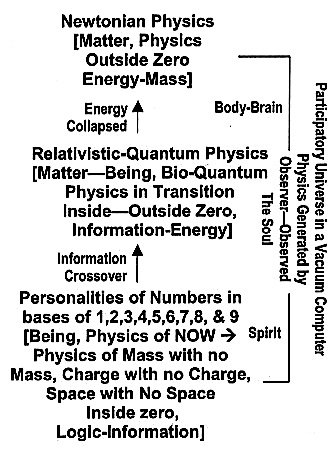 Newtonian Physics
[Matter, Physics
Outside Zero
Energy-Mass]
Energy
Collapsed
Body-Brain
Relativistic-Quantum Physics
[Matter—Being, Bio-Quantum
Physics in Transition
Inside—Outside Zero,
Information-Energy]
Information
Crossover
Personalities of Numbers in
bases of 1,2,3,4,5,6,7,8, & 9
[Being, Physics of NOW →
Physics of Mass with no
Mass, Charge with no Charge,
Space with No Space
Inside zero,
Logic-Information]
Spirit
Participatory Universe in a Vacuum Computer
Physics Generated by
Observer—Observed
The Soul